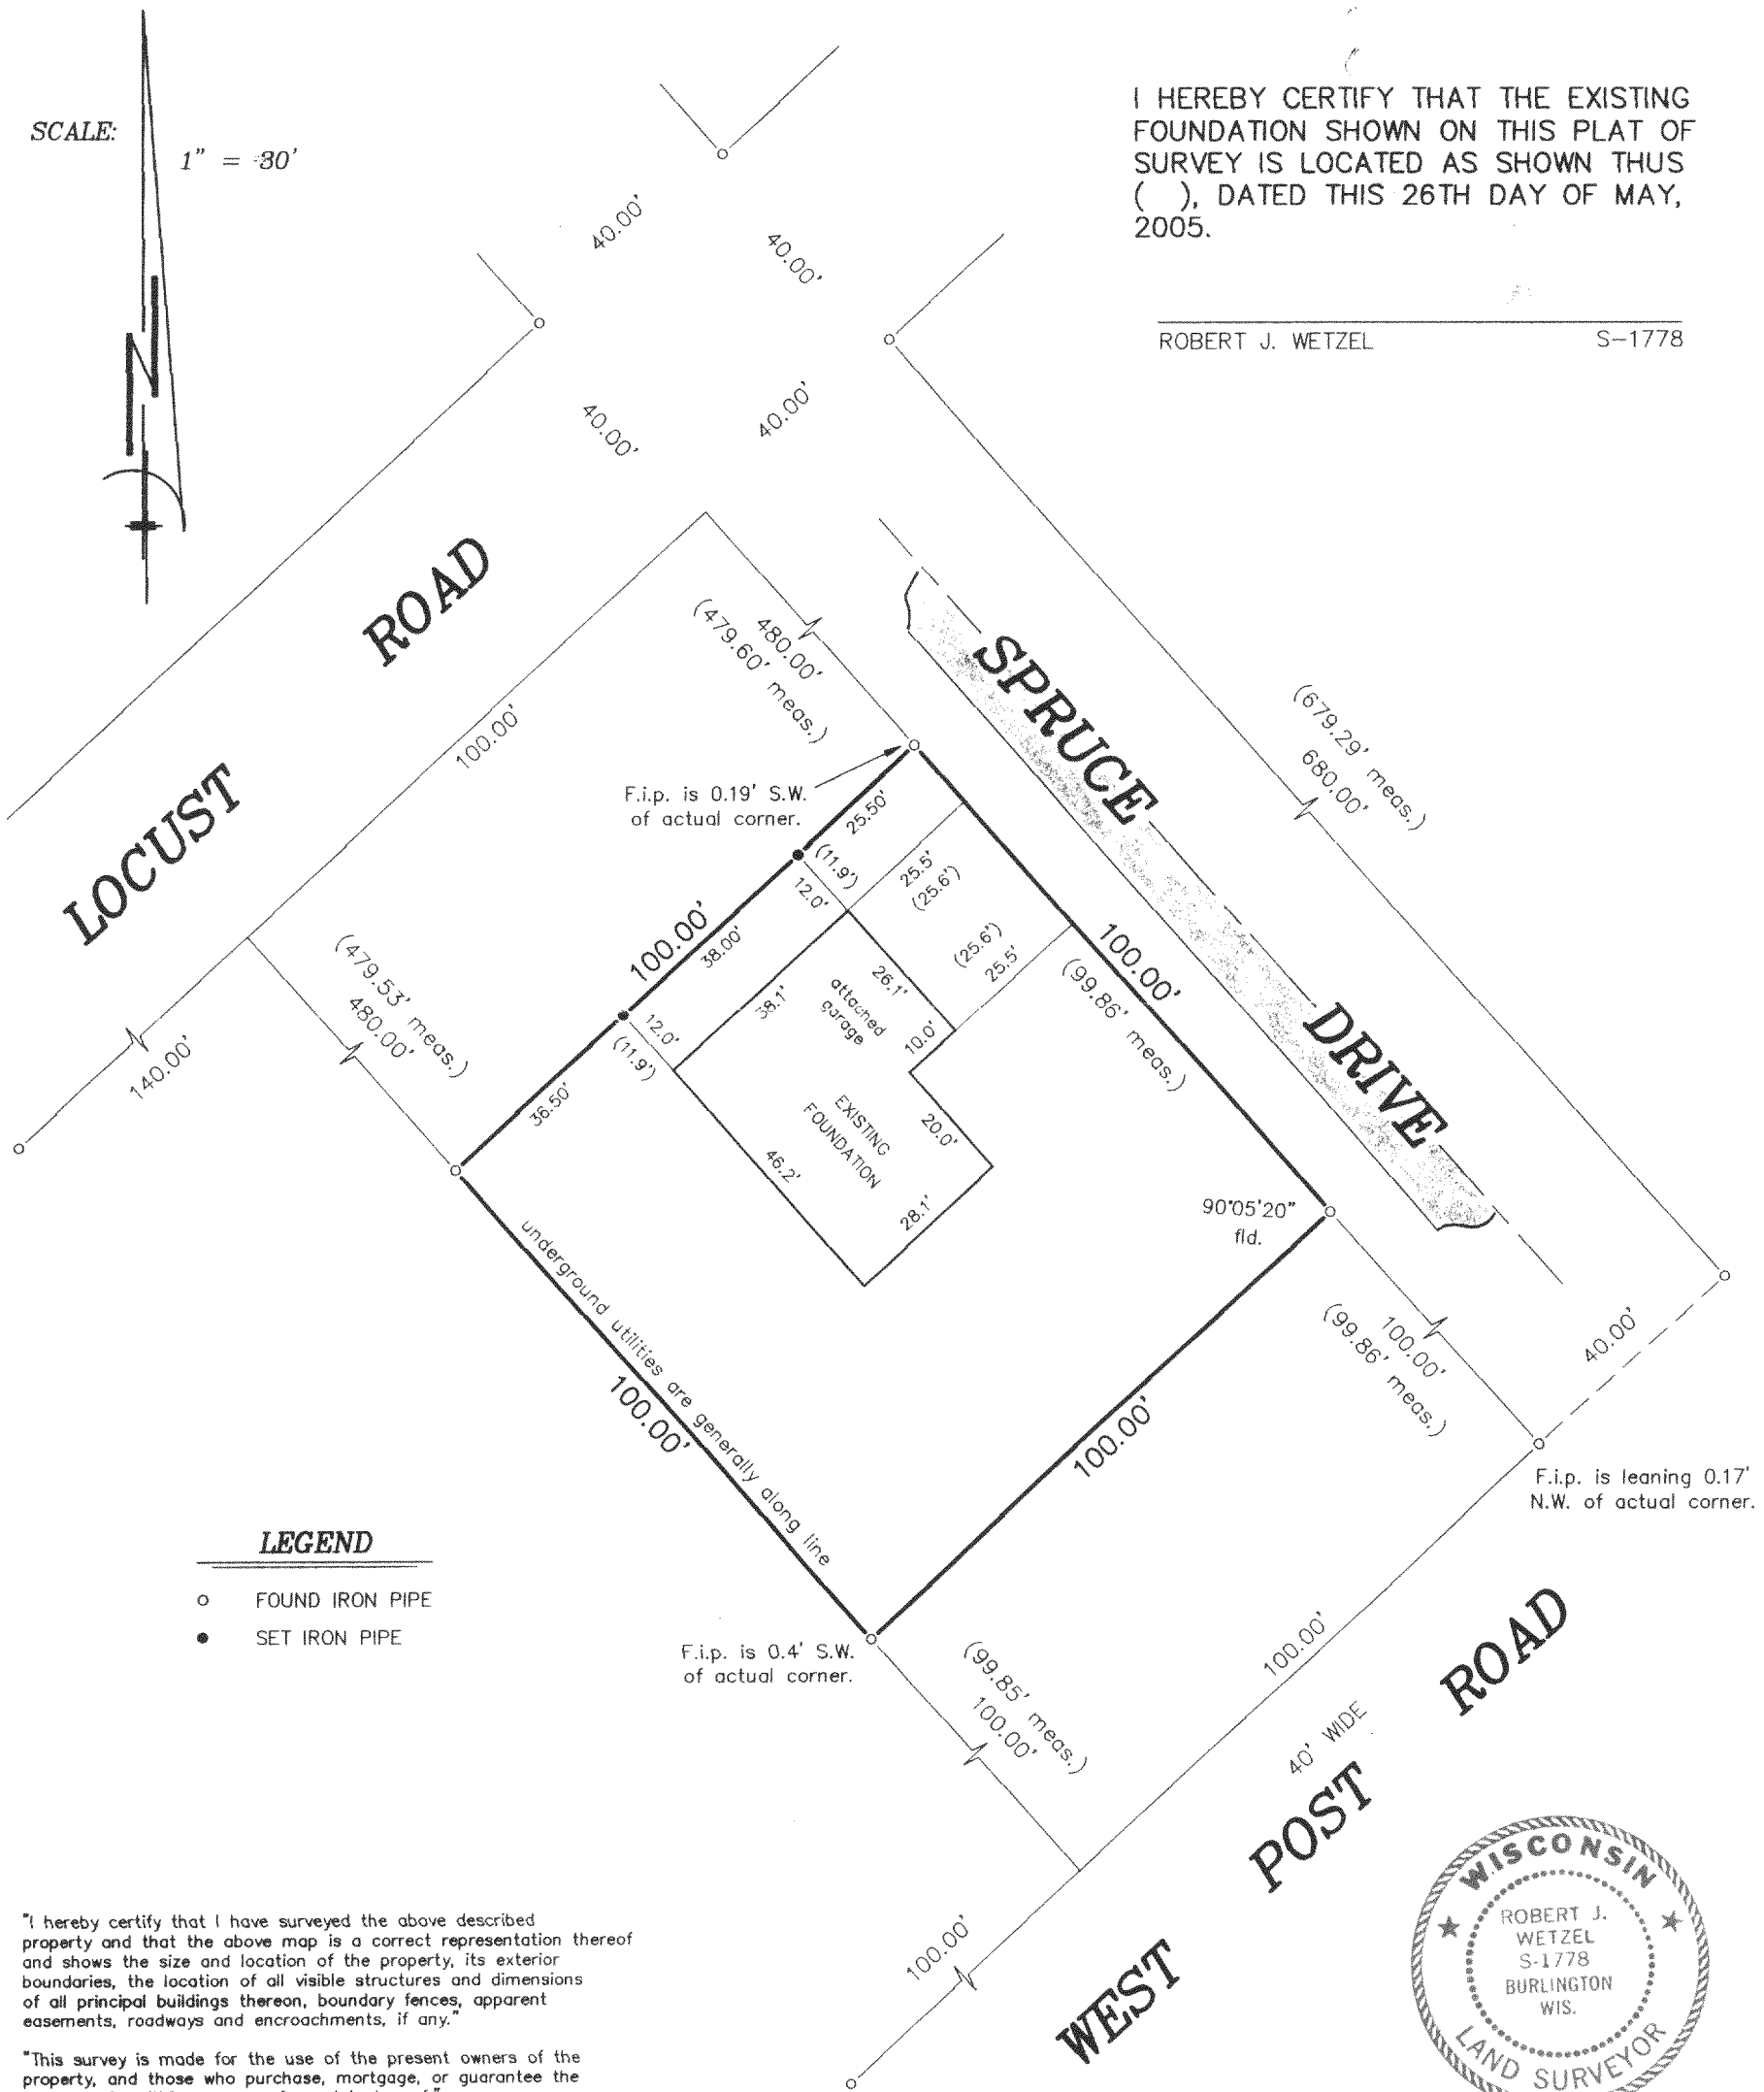 SCALE:
1" = 30'
I HEREBY CERTIFY THAT THE EXISTING
FOUNDATION SHOWN ON THIS PLAT OF
SURVEY IS LOCATED AS SHOWN THUS
( ), DATED THIS 26TH DAY OF MAY,
2005.
ROBERT J. WETZEL S-1778
40.00'
40.00'
40.00'
40.00'
LOCUST ROAD
SPRUCE DRIVE
480.00'
(479.60' meas.)
(679.29' meas.)
680.00'
100.00'
F.i.p. is 0.19' S.W.
of actual corner.
25.50'
(11.9')
12.0'
25.5'
(25.6')
100.00'
38.00'
(25.6')
25.5'
100.00'
(99.86' meas.)
(479.53' meas.)
480.00'
140.00'
12.0'
(11.9')
38.1'
attached
garage
26.1'
10.0'
36.50'
EXISTING
FOUNDATION
20.0'
46.2'
28.1'
90°05'20"
fld.
underground utilities are generally along line
100.00'
100.00'
100.00'
(99.86' meas.)
40.00'
F.i.p. is leaning 0.17'
N.W. of actual corner.
LEGEND
FOUND IRON PIPE
SET IRON PIPE
F.i.p. is 0.4' S.W.
of actual corner.
(99.85' meas.)
100.00'
100.00'
40' WIDE
WEST POST ROAD
100.00'
"I hereby certify that I have surveyed the above described
property and that the above map is a correct representation thereof
and shows the size and location of the property, its exterior
boundaries, the location of all visible structures and dimensions
of all principal buildings thereon, boundary fences, apparent
easements, roadways and encroachments, if any."
"This survey is made for the use of the present owners of the
property, and those who purchase, mortgage, or guarantee the
WISCONSIN
ROBERT J.
WETZEL
S-1778
BURLINGTON
WIS.
LAND SURVEYOR